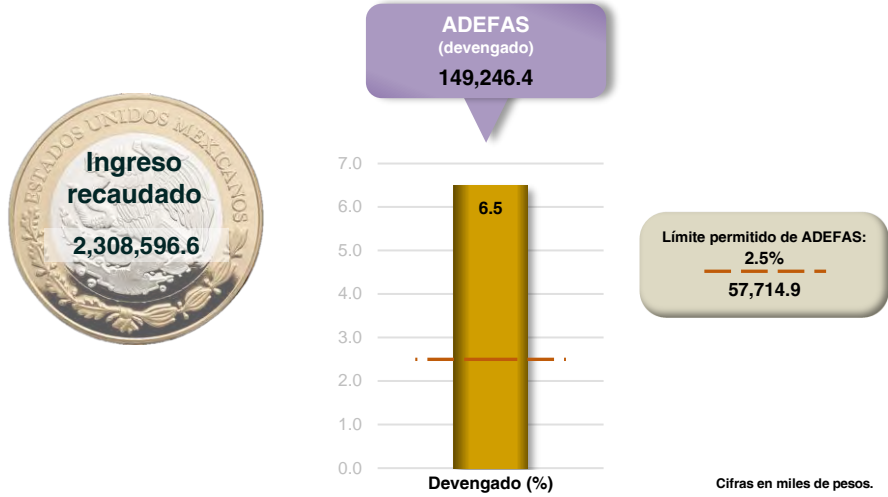 ADEFAS
(devengado)
149,246.4
ESTADOS UNIDOS MEXICANOS
Ingreso
recaudado
2,308,596.6
7.0
6.0
5.0
4.0
3.0
2.0
1.0
0.0
6.5
Devengado (%)
Límite permitido de ADEFAS:
2.5%
57,714.9
Cifras en miles de pesos.